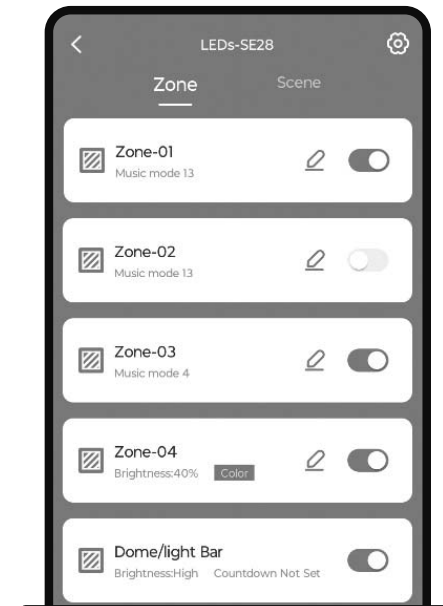 LEDs-SE28
Zone Scene
Zone-01
Music mode 13
Zone-02
Music mode 13
Zone-03
Music mode 4
Zone-04
Brightness:40% Color
Dome/light Bar
Brightness:High Countdown Not Set